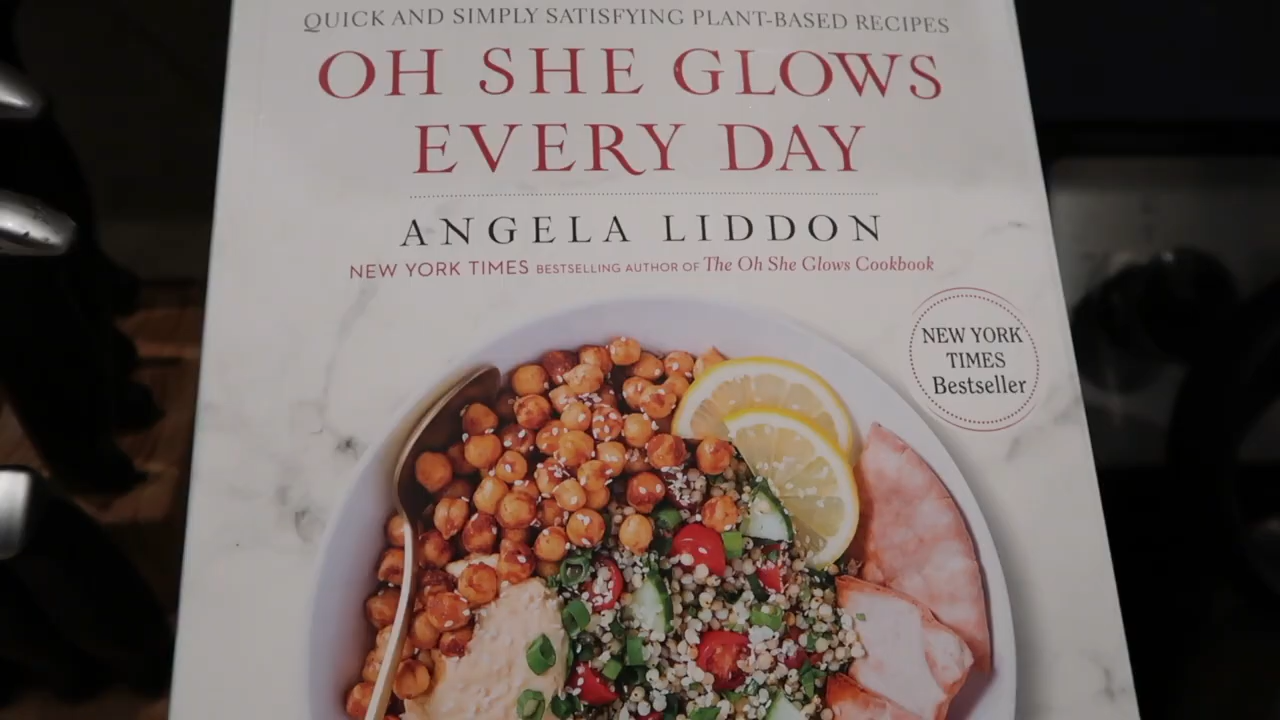 QUICK AND SIMPLY SATISFYING PLANT-BASED RECIPES
OH SHE GLOWS
EVERY DAY
ANGELA LIDDON
NEW YORK TIMES BESTSELLING AUTHOR OF The Oh She Glows Cookbook
NEW YORK
TIMES
Bestseller